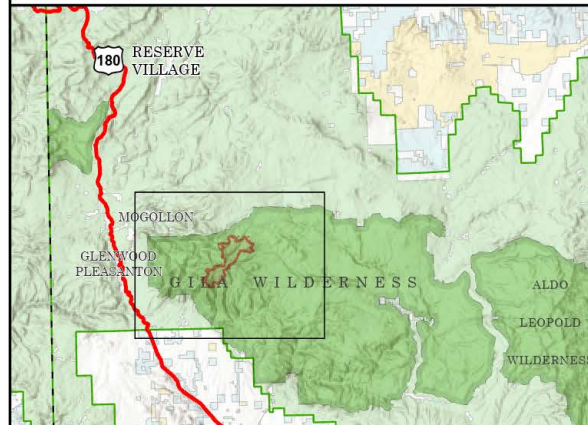 180
RESERVE
VILLAGE
MOGOLLON
GLENWOOD
PLEASANTON
GILA WILDERNESS
ALDO
LEOPOLD
WILDERNESS